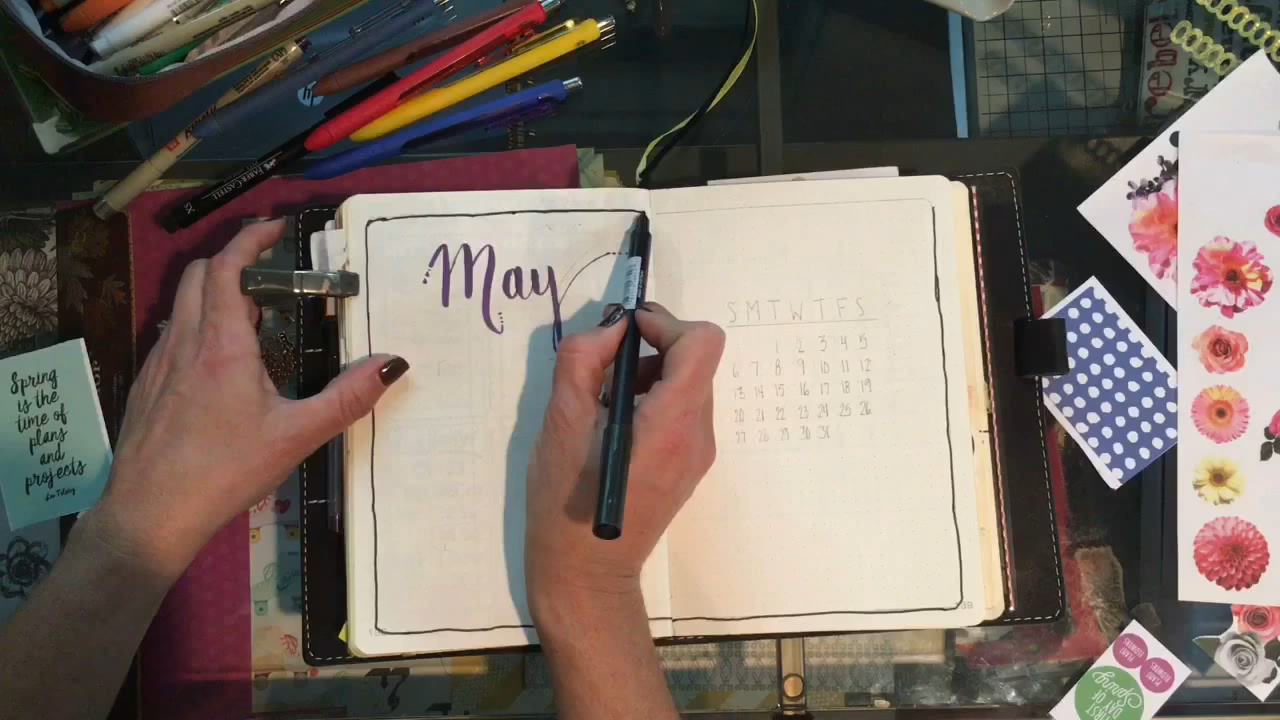 May
S M T W T F S
1 2 3 4 5
6 7 8 9 10 11 12
13 14 15 16 17 18 19
20 21 22 23 24 25 26
27 28 29 30 31
Spring
is the
time of
plans
and
projects
FABER-CASTELL
hp